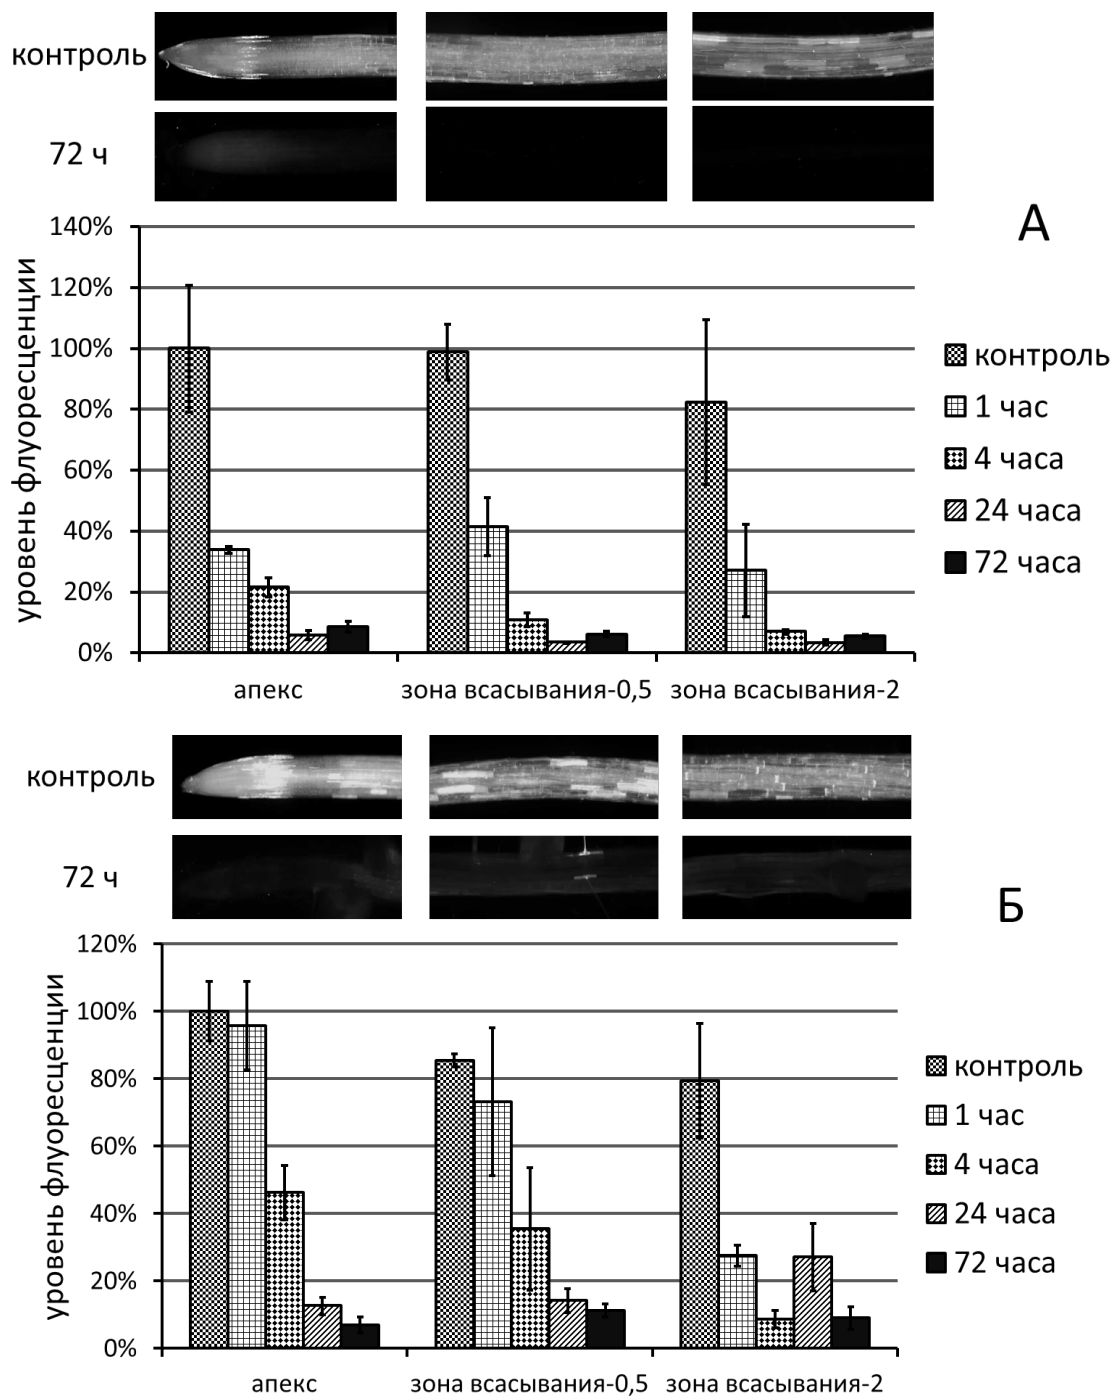 контроль
72 ч
А
140%
120%
100%
80%
60%
40%
20%
0%
уровень флуоресценции
апекс
зона всасывания-0,5
зона всасывания-2
контроль
1 час
4 часа
24 часа
72 часа
контроль
72 ч
Б
120%
100%
80%
60%
40%
20%
0%
уровень флуоресценции
апекс
зона всасывания-0,5
зона всасывания-2
контроль
1 час
4 часа
24 часа
72 часа